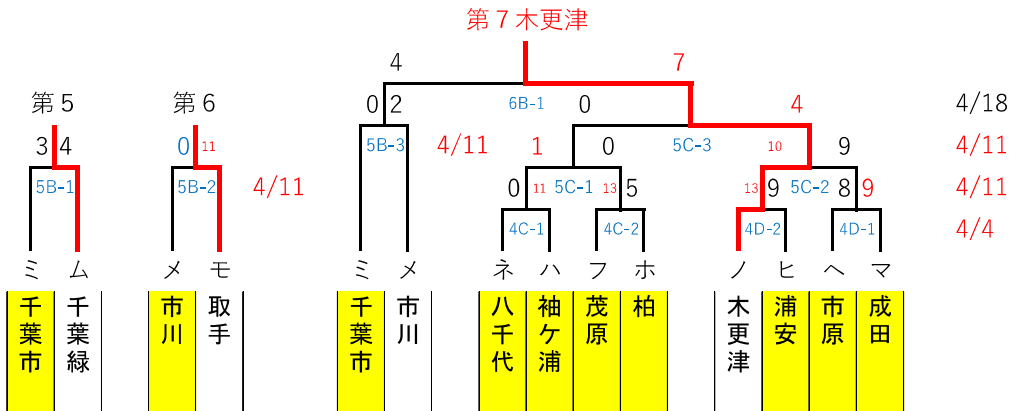 第7木更津
4 7
第5 第6 0 2 6B-1 0 4 4/18
3 4 0 11 5B-3 4/11 1 0 5C-3 10 9 4/11
5B-1 5B-2 4/11 0 11 5C-1 13 5 13 9 5C-2 8 9 4/11
4C-1 4C-2 4D-2 4D-1 4/4
ミ ム メ モ ミ メ ネ ハ フ ホ ノ ヒ ヘ マ
千葉市 千葉緑 市川 取手 千葉市 市川 八千代 袖ケ浦 茂原 柏 木更津 浦安 市原 成田